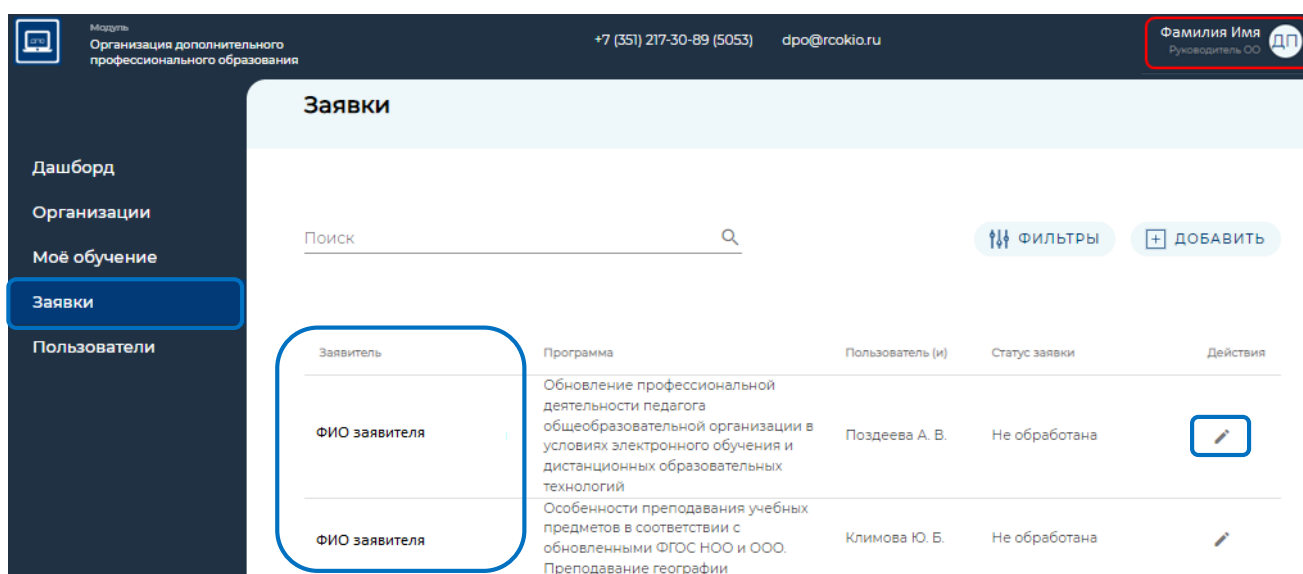 дпо
Модуль
Организация дополнительного
профессионального образования
+7 (351) 217-30-89 (5053)
dpo@rcokio.ru
Фамилия Имя
Руководитель ОО
ДП
Заявки
Дашборд
Организации
Моё обучение
Заявки
Пользователи
Поиск
ФИЛЬТРЫ
ДОБАВИТЬ
Заявитель
Программа
Пользователь (и)
Статус заявки
Действия
ФИО заявителя
Обновление профессиональной
деятельности педагога
общеобразовательной организации в
условиях электронного обучения и
дистанционных образовательных
технологий
Поздеева А. В.
Не обработана
ФИО заявителя
Особенности преподавания учебных
предметов в соответствии с
обновленными ФГОС НОО и ООО.
Преподавание географии
Климова Ю. Б.
Не обработана